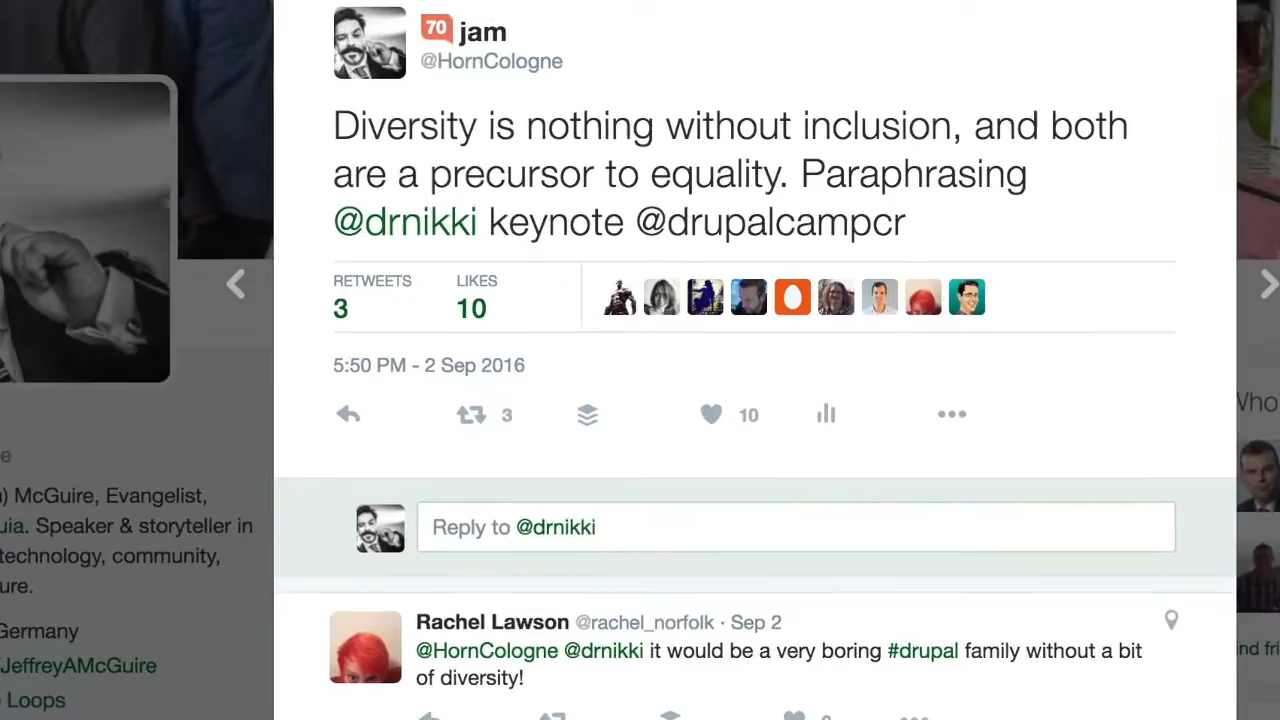 70 jam
@HornCologne
Diversity is nothing without inclusion, and both
are a precursor to equality. Paraphrasing
@drnikki keynote @drupalcampcr
RETWEETS LIKES
3 10
5:50 PM - 2 Sep 2016
3 10
Reply to @drnikki
Rachel Lawson @rachel_norfolk · Sep 2
@HornCologne @drnikki it would be a very boring #drupal family without a bit
of diversity!
) McGuire, Evangelist,
uia. Speaker & storyteller in
technology, community,
ure.
Germany
/JeffreyAMcGuire
Loops
Who
ind fri